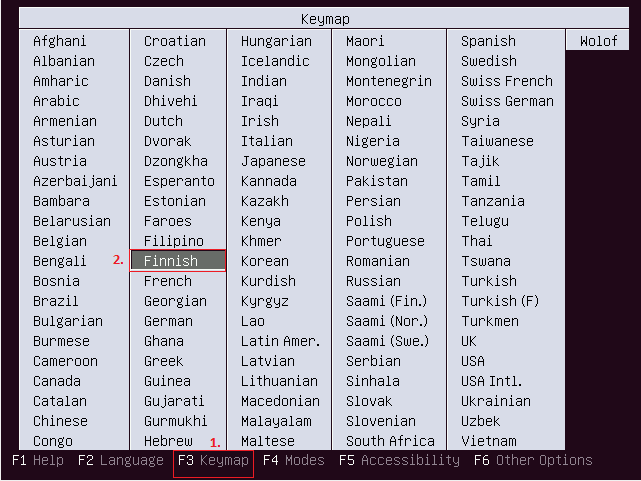 Keymap
Afghani Croatian Hungarian Maori Spanish Wolof
Albanian Czech Icelandic Mongolian Swedish
Amharic Danish Indian Montenegrin Swiss French
Arabic Dhivehi Iraqi Morocco Swiss German
Armenian Dutch Irish Nepali Syria
Asturian Dvorak Italian Nigeria Taiwanese
Austria Dzongkha Japanese Norwegian Tajik
Azerbaijani Esperanto Kannada Pakistan Tamil
Bambara Estonian Kazakh Persian Tanzania
Belarusian Faroes Kenya Polish Telugu
Belgian Filipino Khmer Portuguese Thai
Bengali 2. Finnish Korean Romanian Tswana
Bosnia French Kurdish Russian Turkish
Brazil Georgian Kyrgyz Saami (Fin.) Turkish (F)
Bulgarian German Lao Saami (Nor.) Turkmen
Burmese Ghana Latin Amer. Saami (Swe.) UK
Cameroon Greek Latvian Serbian USA
Canada Guinea Lithuanian Sinhala USA Intl.
Catalan Gujarati Macedonian Slovak Ukrainian
Chinese Gurmukhi Malayalam Slovenian Uzbek
Congo Hebrew 1. Maltese South Africa Vietnam
F1 Help F2 Language F3 Keymap F4 Modes F5 Accessibility F6 Other Options